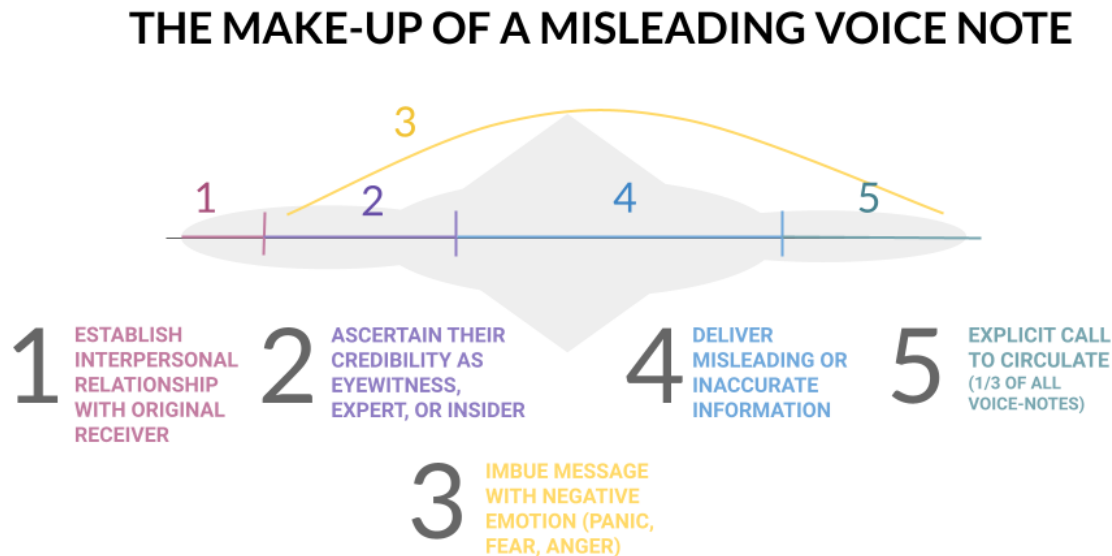 THE MAKE-UP OF A MISLEADING VOICE NOTE
3
1
2
4
5
1
ESTABLISH
INTERPERSONAL
RELATIONSHIP
WITH ORIGINAL
RECEIVER
2
ASCERTAIN THEIR
CREDIBILITY AS
EYEWITNESS,
EXPERT, OR INSIDER
4
DELIVER
MISLEADING OR
INACCURATE
INFORMATION
5
EXPLICIT CALL
TO CIRCULATE
(1/3 OF ALL
VOICE-NOTES)
3
IMBUE MESSAGE
WITH NEGATIVE
EMOTION (PANIC,
FEAR, ANGER)